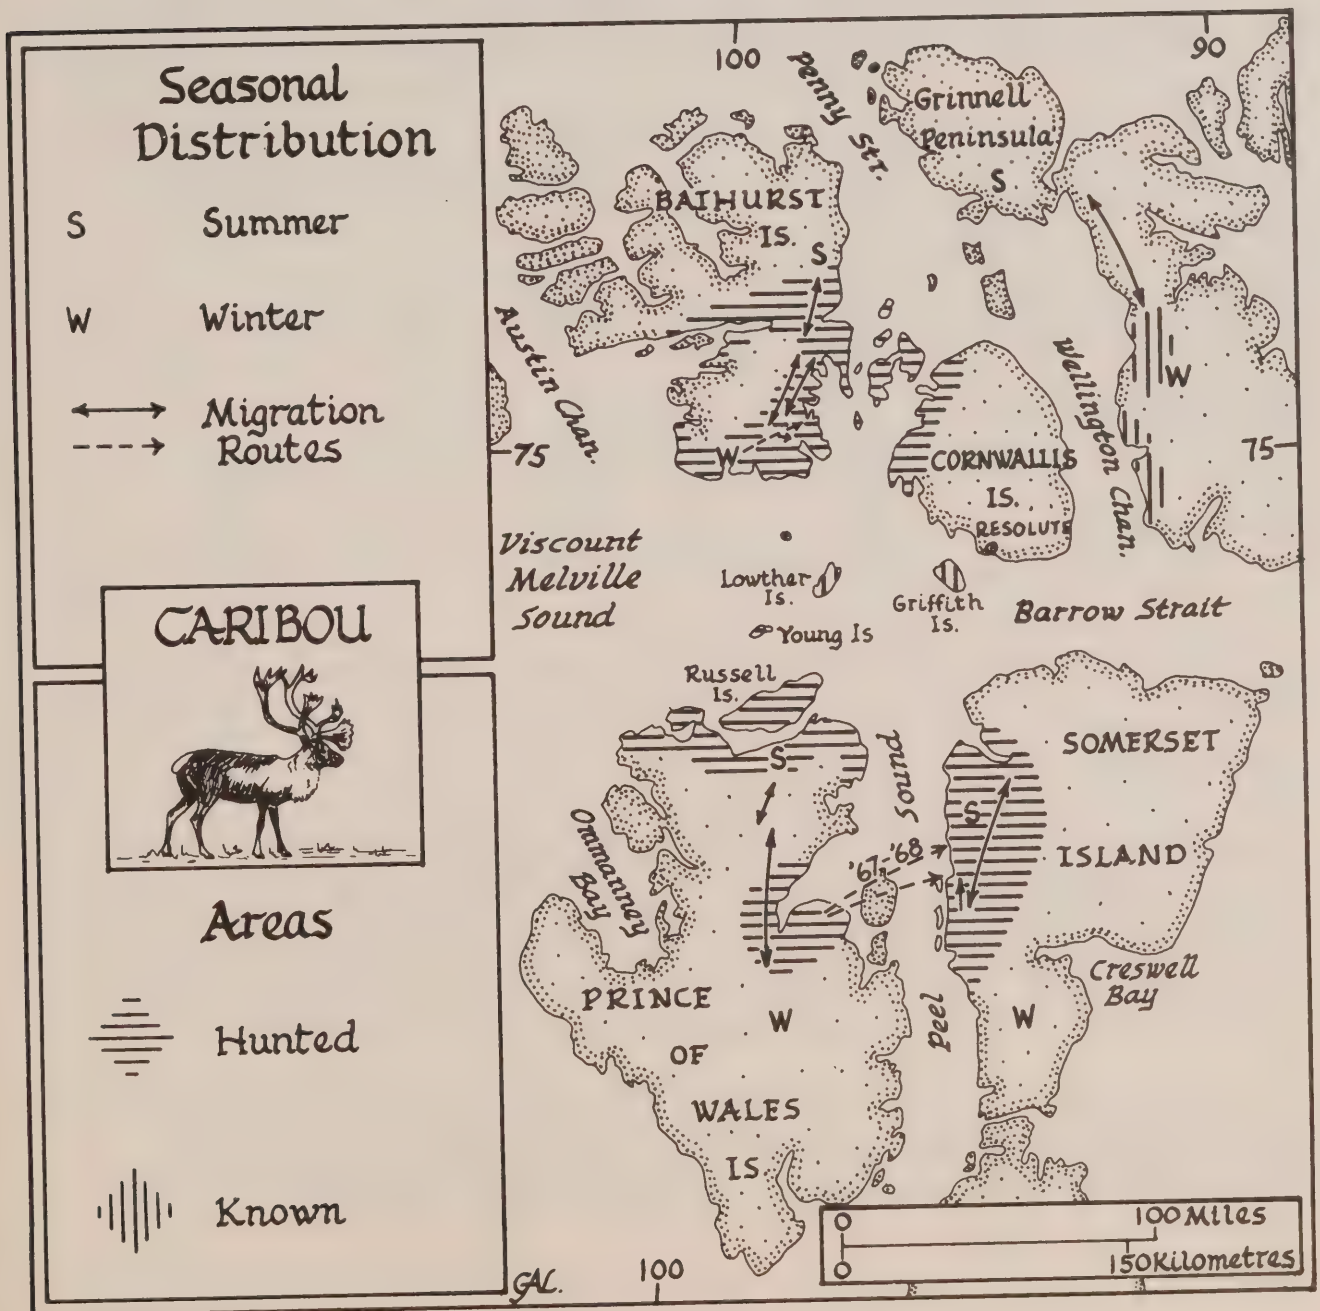 Seasonal
Distribution
S Summer
W Winter
Migration
Routes
CARIBOU
Areas
Hunted
Known
100
90
Penny Str.
Grinnell
Peninsula
S
BATHURST
IS.
S
Austin Chan.
W
75
Wellington Chan.
W
75
CORNWALLIS
IS.
RESOLUTE
Viscount
Melville
Sound
Lowther
Is.
Griffith
Is.
Young Is
Barrow Strait
Russell
Is.
S
SOMERSET
ISLAND
S
Ommanney
Bay
'67, '68
Peel Sound
Creswell
Bay
PRINCE
OF
WALES
IS
W
W
100 Miles
150 Kilometres
GAL.
100